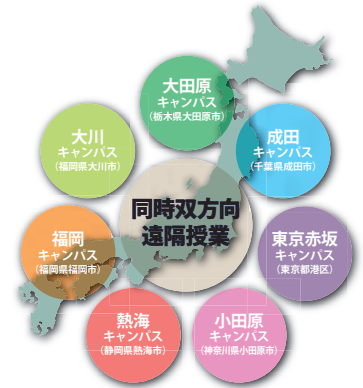 大田原
キャンパス
（栃木県大田原市）
大川
キャンパス
（福岡県大川市）
成田
キャンパス
（千葉県成田市）
同時双方向
遠隔授業
福岡
キャンパス
（福岡県福岡市）
東京赤坂
キャンパス
（東京都港区）
熱海
キャンパス
（静岡県熱海市）
小田原
キャンパス
（神奈川県小田原市）